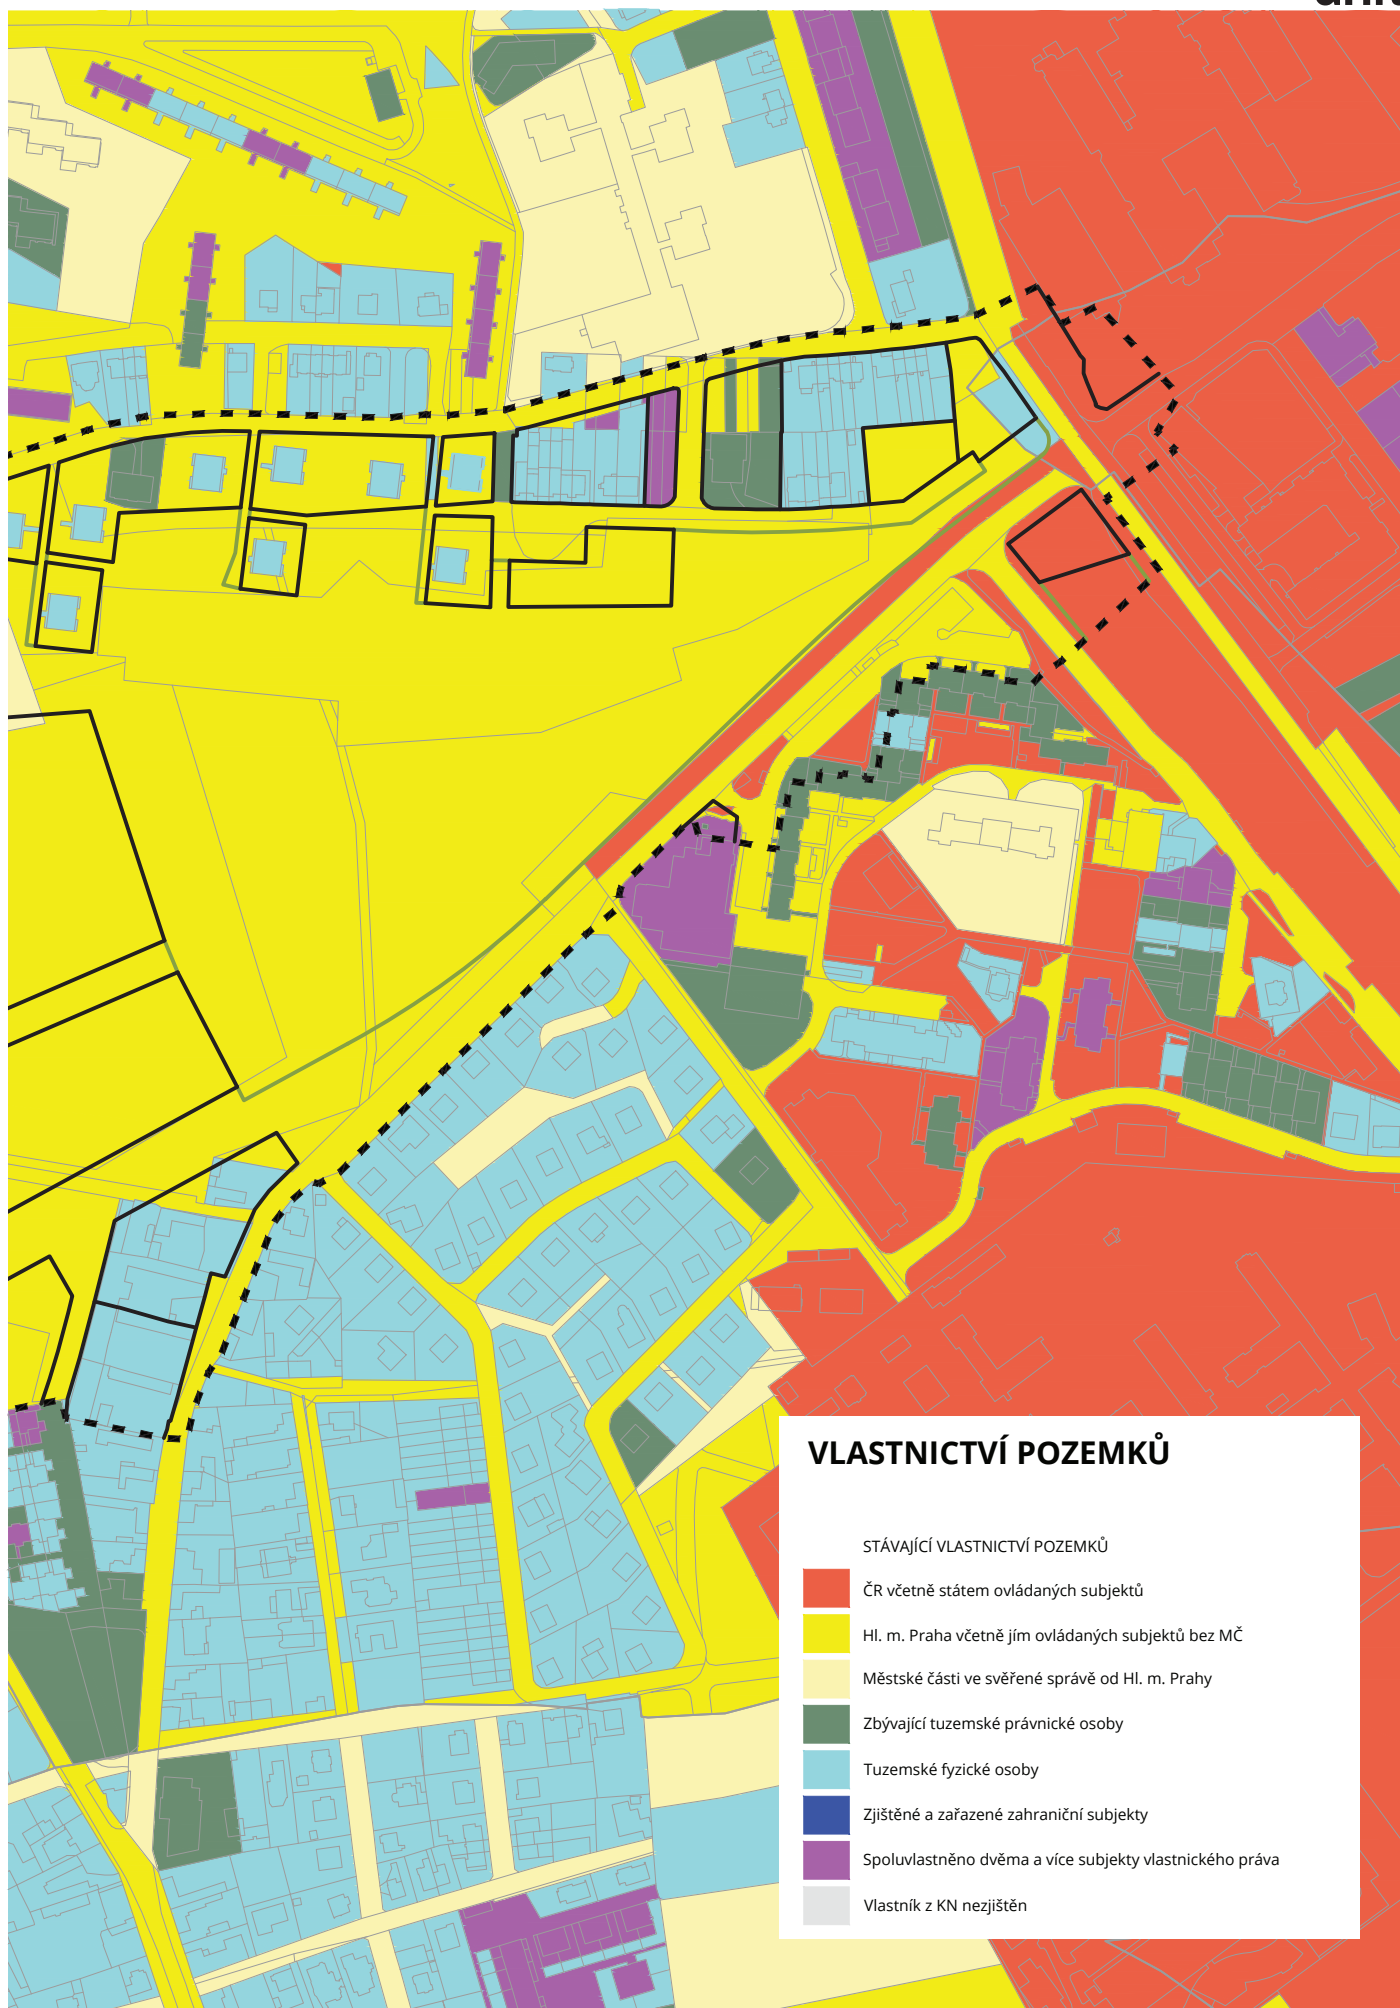 VLASTNICTVÍ POZEMKŮ
STÁVAJÍCÍ VLASTNICTVÍ POZEMKŮ
ČR včetně státem ovládaných subjektů
Hl. m. Praha včetně jím ovládaných subjektů bez MČ
Městské části ve svěřené správě od Hl. m. Prahy
Zbývající tuzemské právnické osoby
Tuzemské fyzické osoby
Zjištěné a zařazené zahraniční subjekty
Spoluvlastněno dvěma a více subjekty vlastnického práva
Vlastník z KN nezjištěn